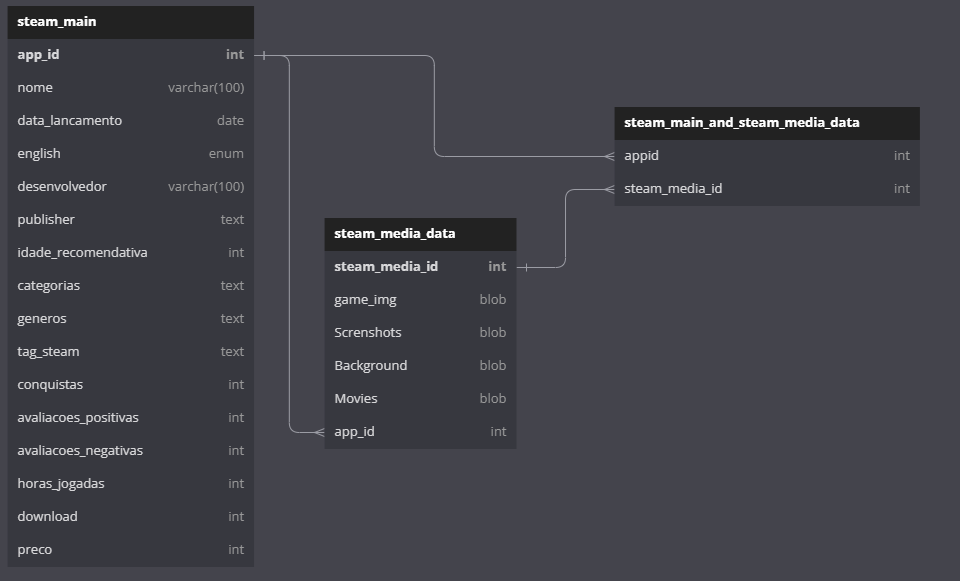 steam_main
app_id int
nome varchar(100)
data_lancamento date
english enum
desenvolvedor varchar(100)
publisher text
idade_recomendativa int
categorias text
generos text
tag_steam text
conquistas int
avaliacoes_positivas int
avaliacoes_negativas int
horas_jogadas int
download int
preco int
steam_media_data
steam_media_id int
game_img blob
Screnshots blob
Background blob
Movies blob
app_id int
steam_main_and_steam_media_data
appid int
steam_media_id int